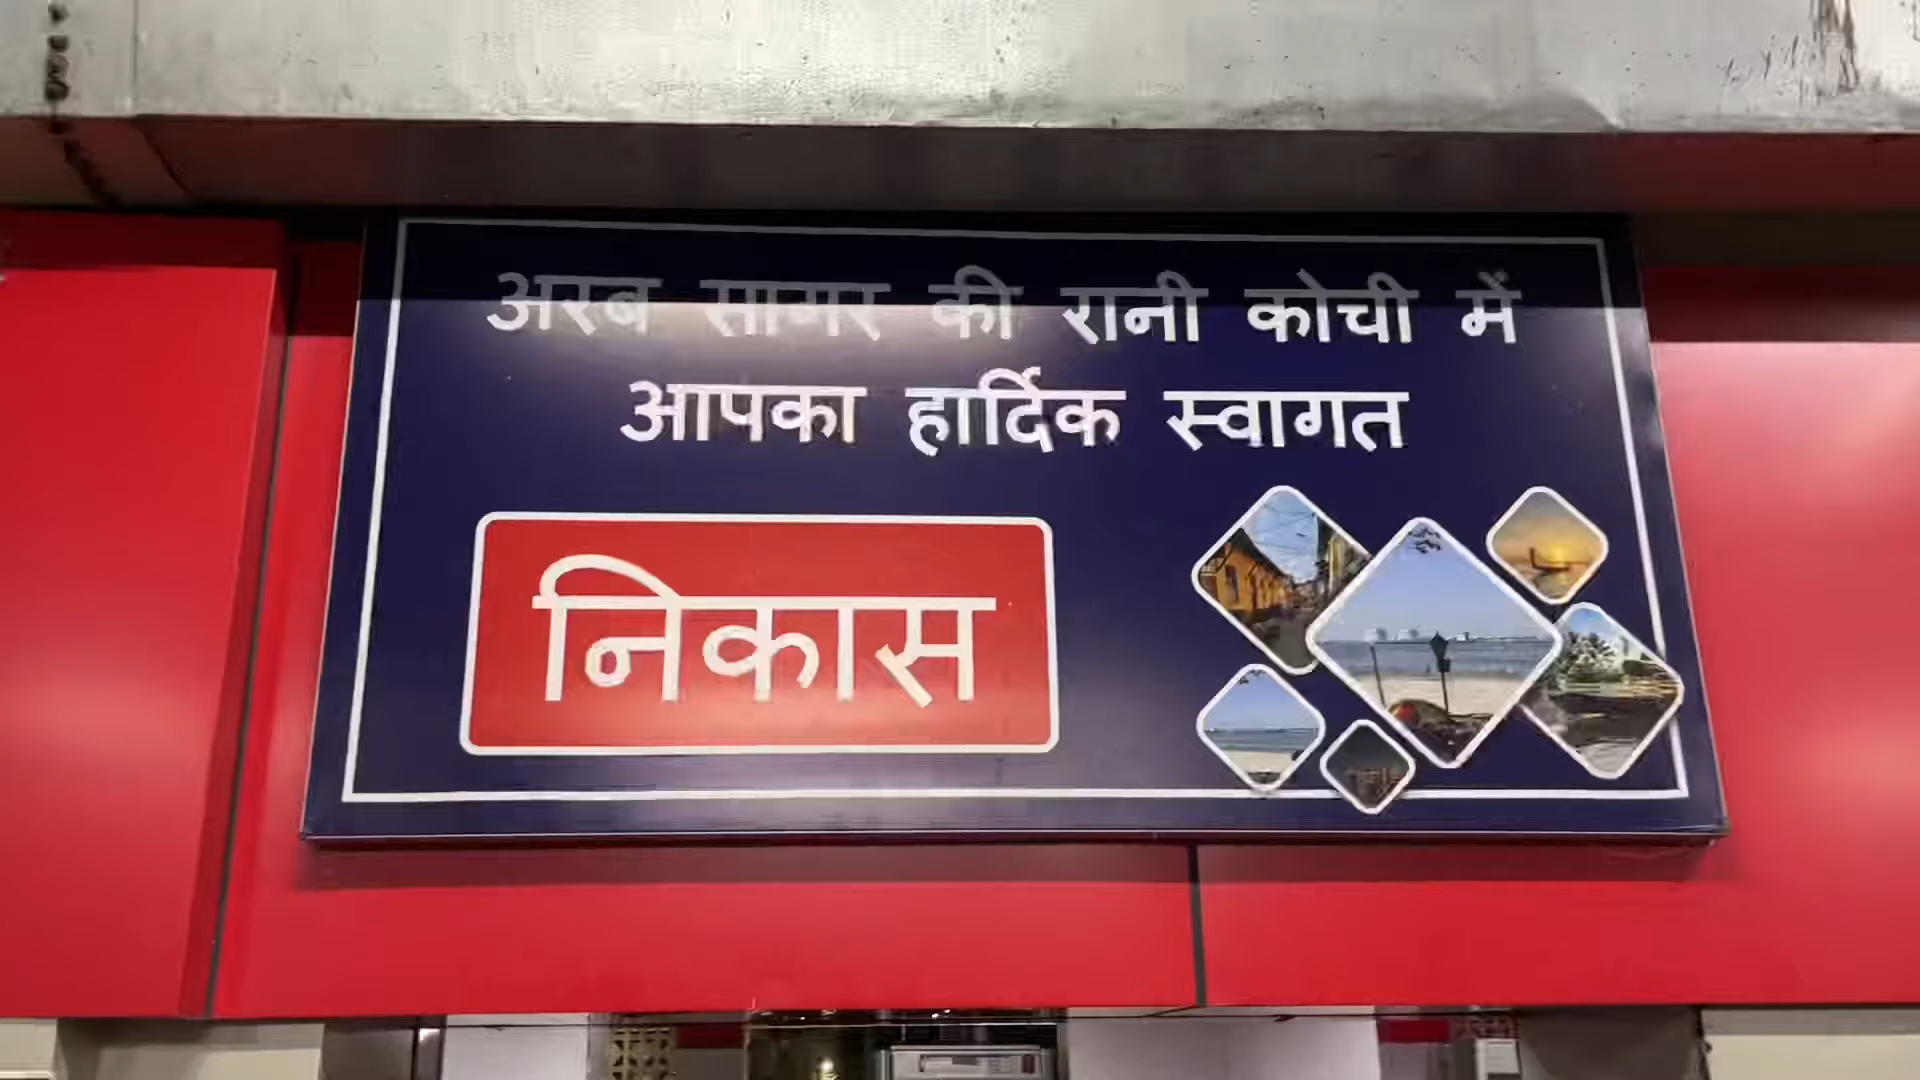 अरब सागर की रानी कोची में
आपका हार्दिक स्वागत
निकास